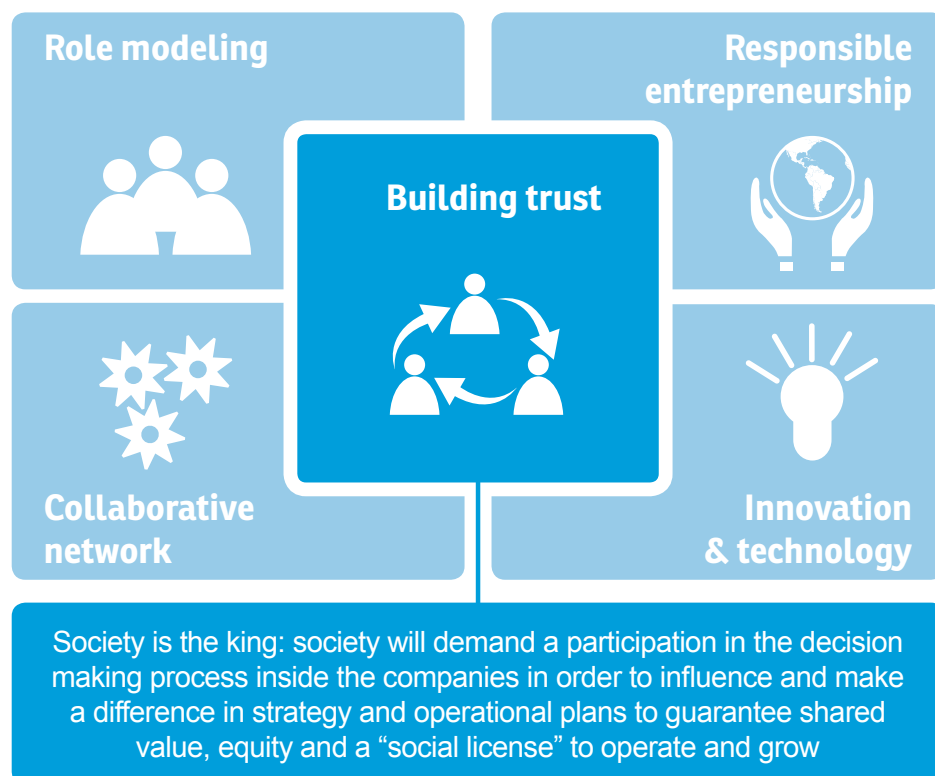 Role modeling
Responsible
entrepreneurship
Building trust
Collaborative
network
Innovation
& technology
Society is the king: society will demand a participation in the decision
making process inside the companies in order to influence and make
a difference in strategy and operational plans to guarantee shared
value, equity and a “social license” to operate and grow